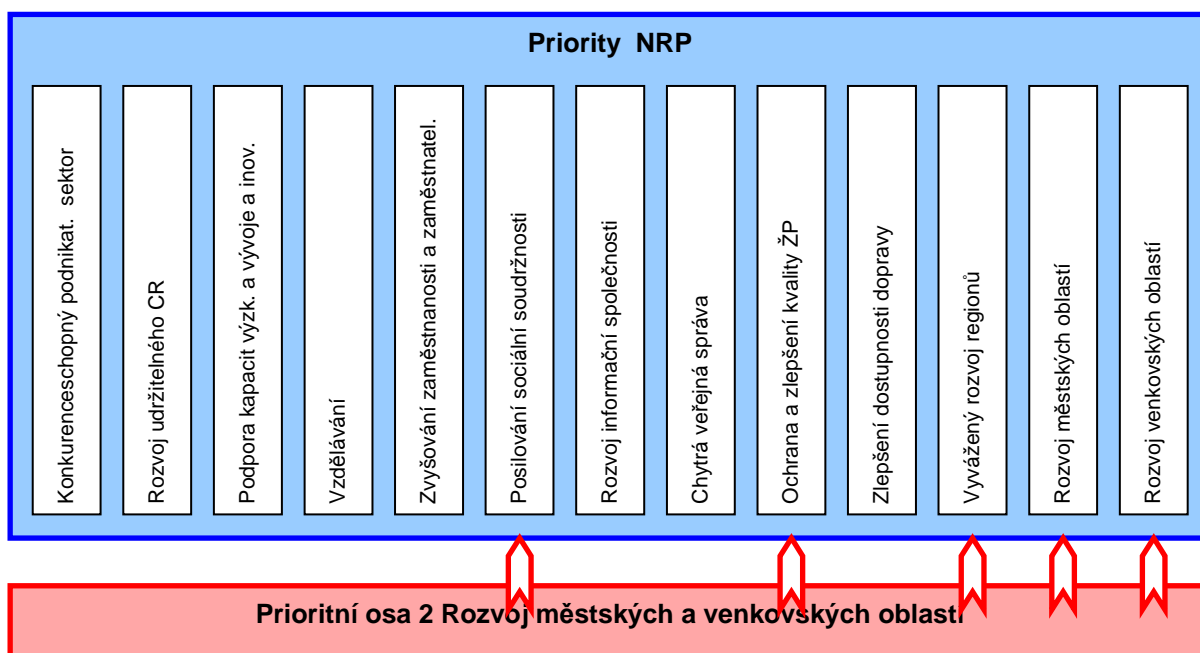 Priority NRP
Konkurenceschopný podnikat. sektor
Rozvoj udržitelného CR
Podpora kapacit výzk. a vývoje a inov.
Vzdělávání
Zvyšování zaměstnanosti a zaměstnatel.
Posilování sociální soudržnosti
Rozvoj informační společnosti
Chytrá veřejná správa
Ochrana a zlepšení kvality ŽP
Zlepšení dostupnosti dopravy
Vyvážený rozvoj regionů
Rozvoj městských oblastí
Rozvoj venkovských oblastí
Prioritní osa 2 Rozvoj městských a venkovských oblastí